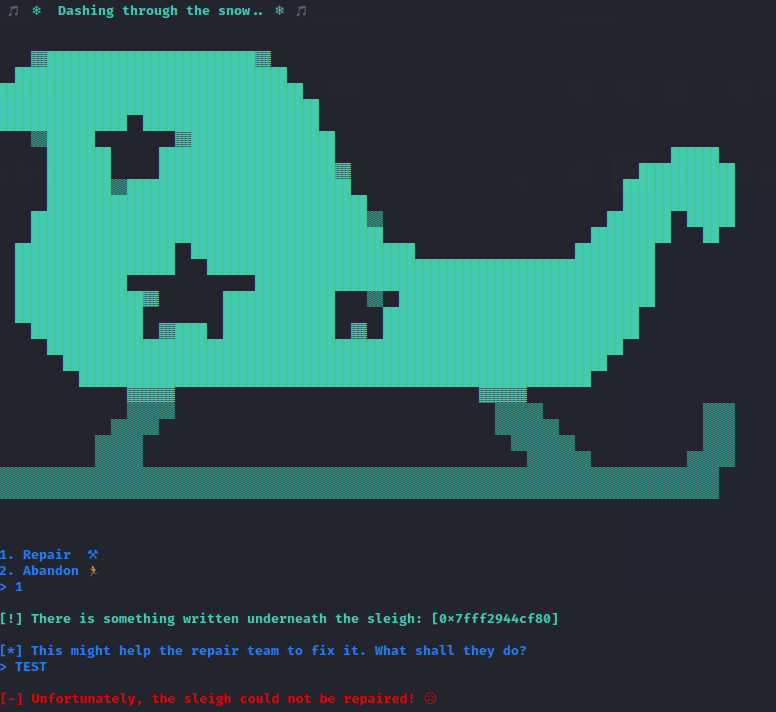 🎵 ❄ Dashing through the snow.. ❄ 🎵
1. Repair ⚒
2. Abandon 🏃
> 1
[!] There is something written underneath the sleigh: [0x7fff2944cf80]
[*] This might help the repair team to fix it. What shall they do?
> TEST
[-] Unfortunately, the sleigh could not be repaired! ☹